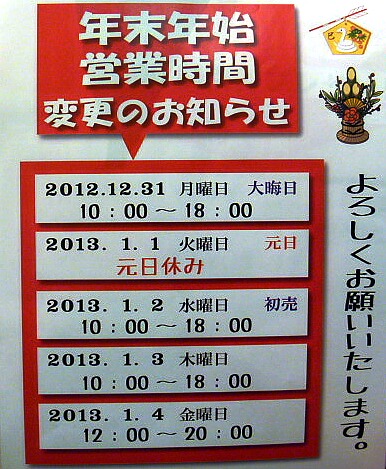 年末年始
営業時間
変更のお知らせ
巳
2012.12.31 月曜日 大晦日
10:00～18:00
2013. 1. 1 火曜日 元日
元日休み
2013. 1. 2 水曜日 初売
10:00～18:00
2013. 1. 3 木曜日
10:00～18:00
2013. 1. 4 金曜日
12:00～20:00
よろしくお願いいたします。